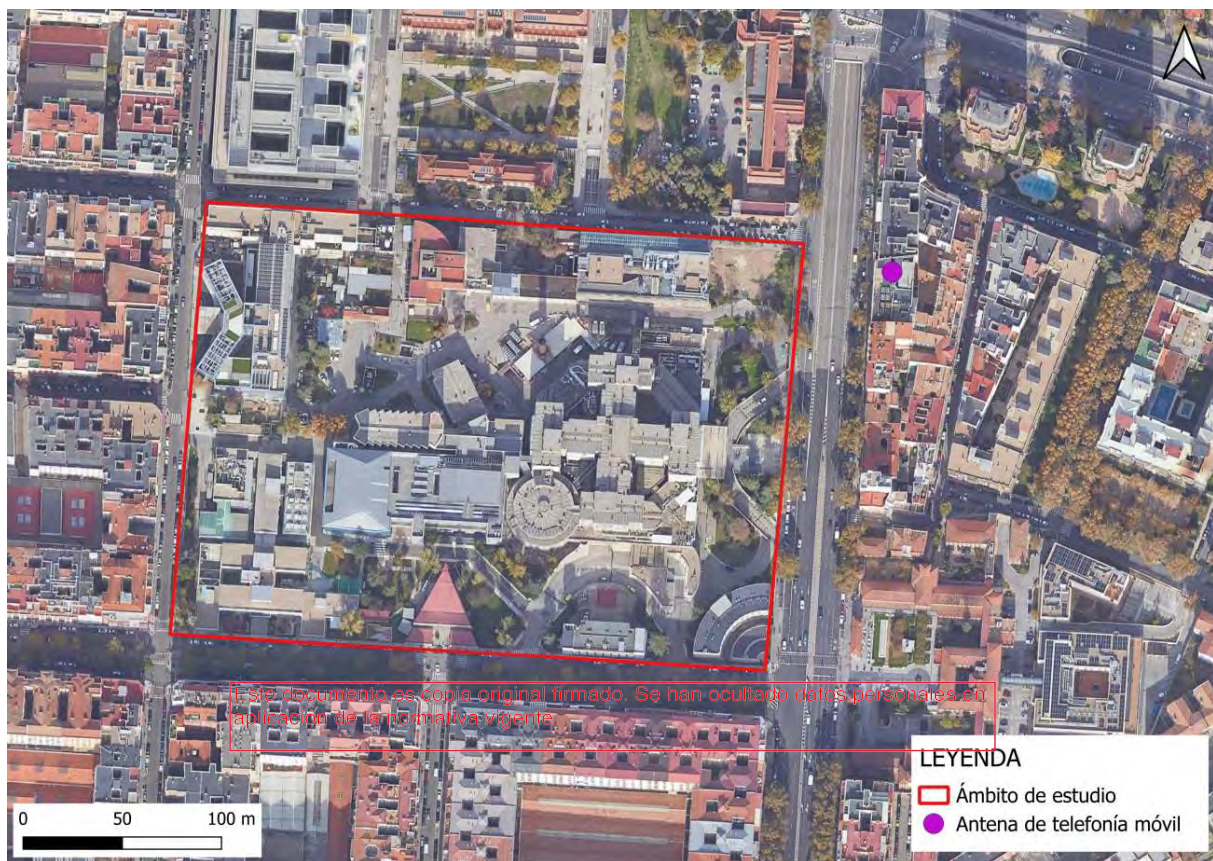 Este documento es copia original firmado. Se han ocultado datos personales en
aplicación de la normativa vigente
LEYENDA
Ámbito de estudio
Antena de telefonía móvil
0 50 100 m